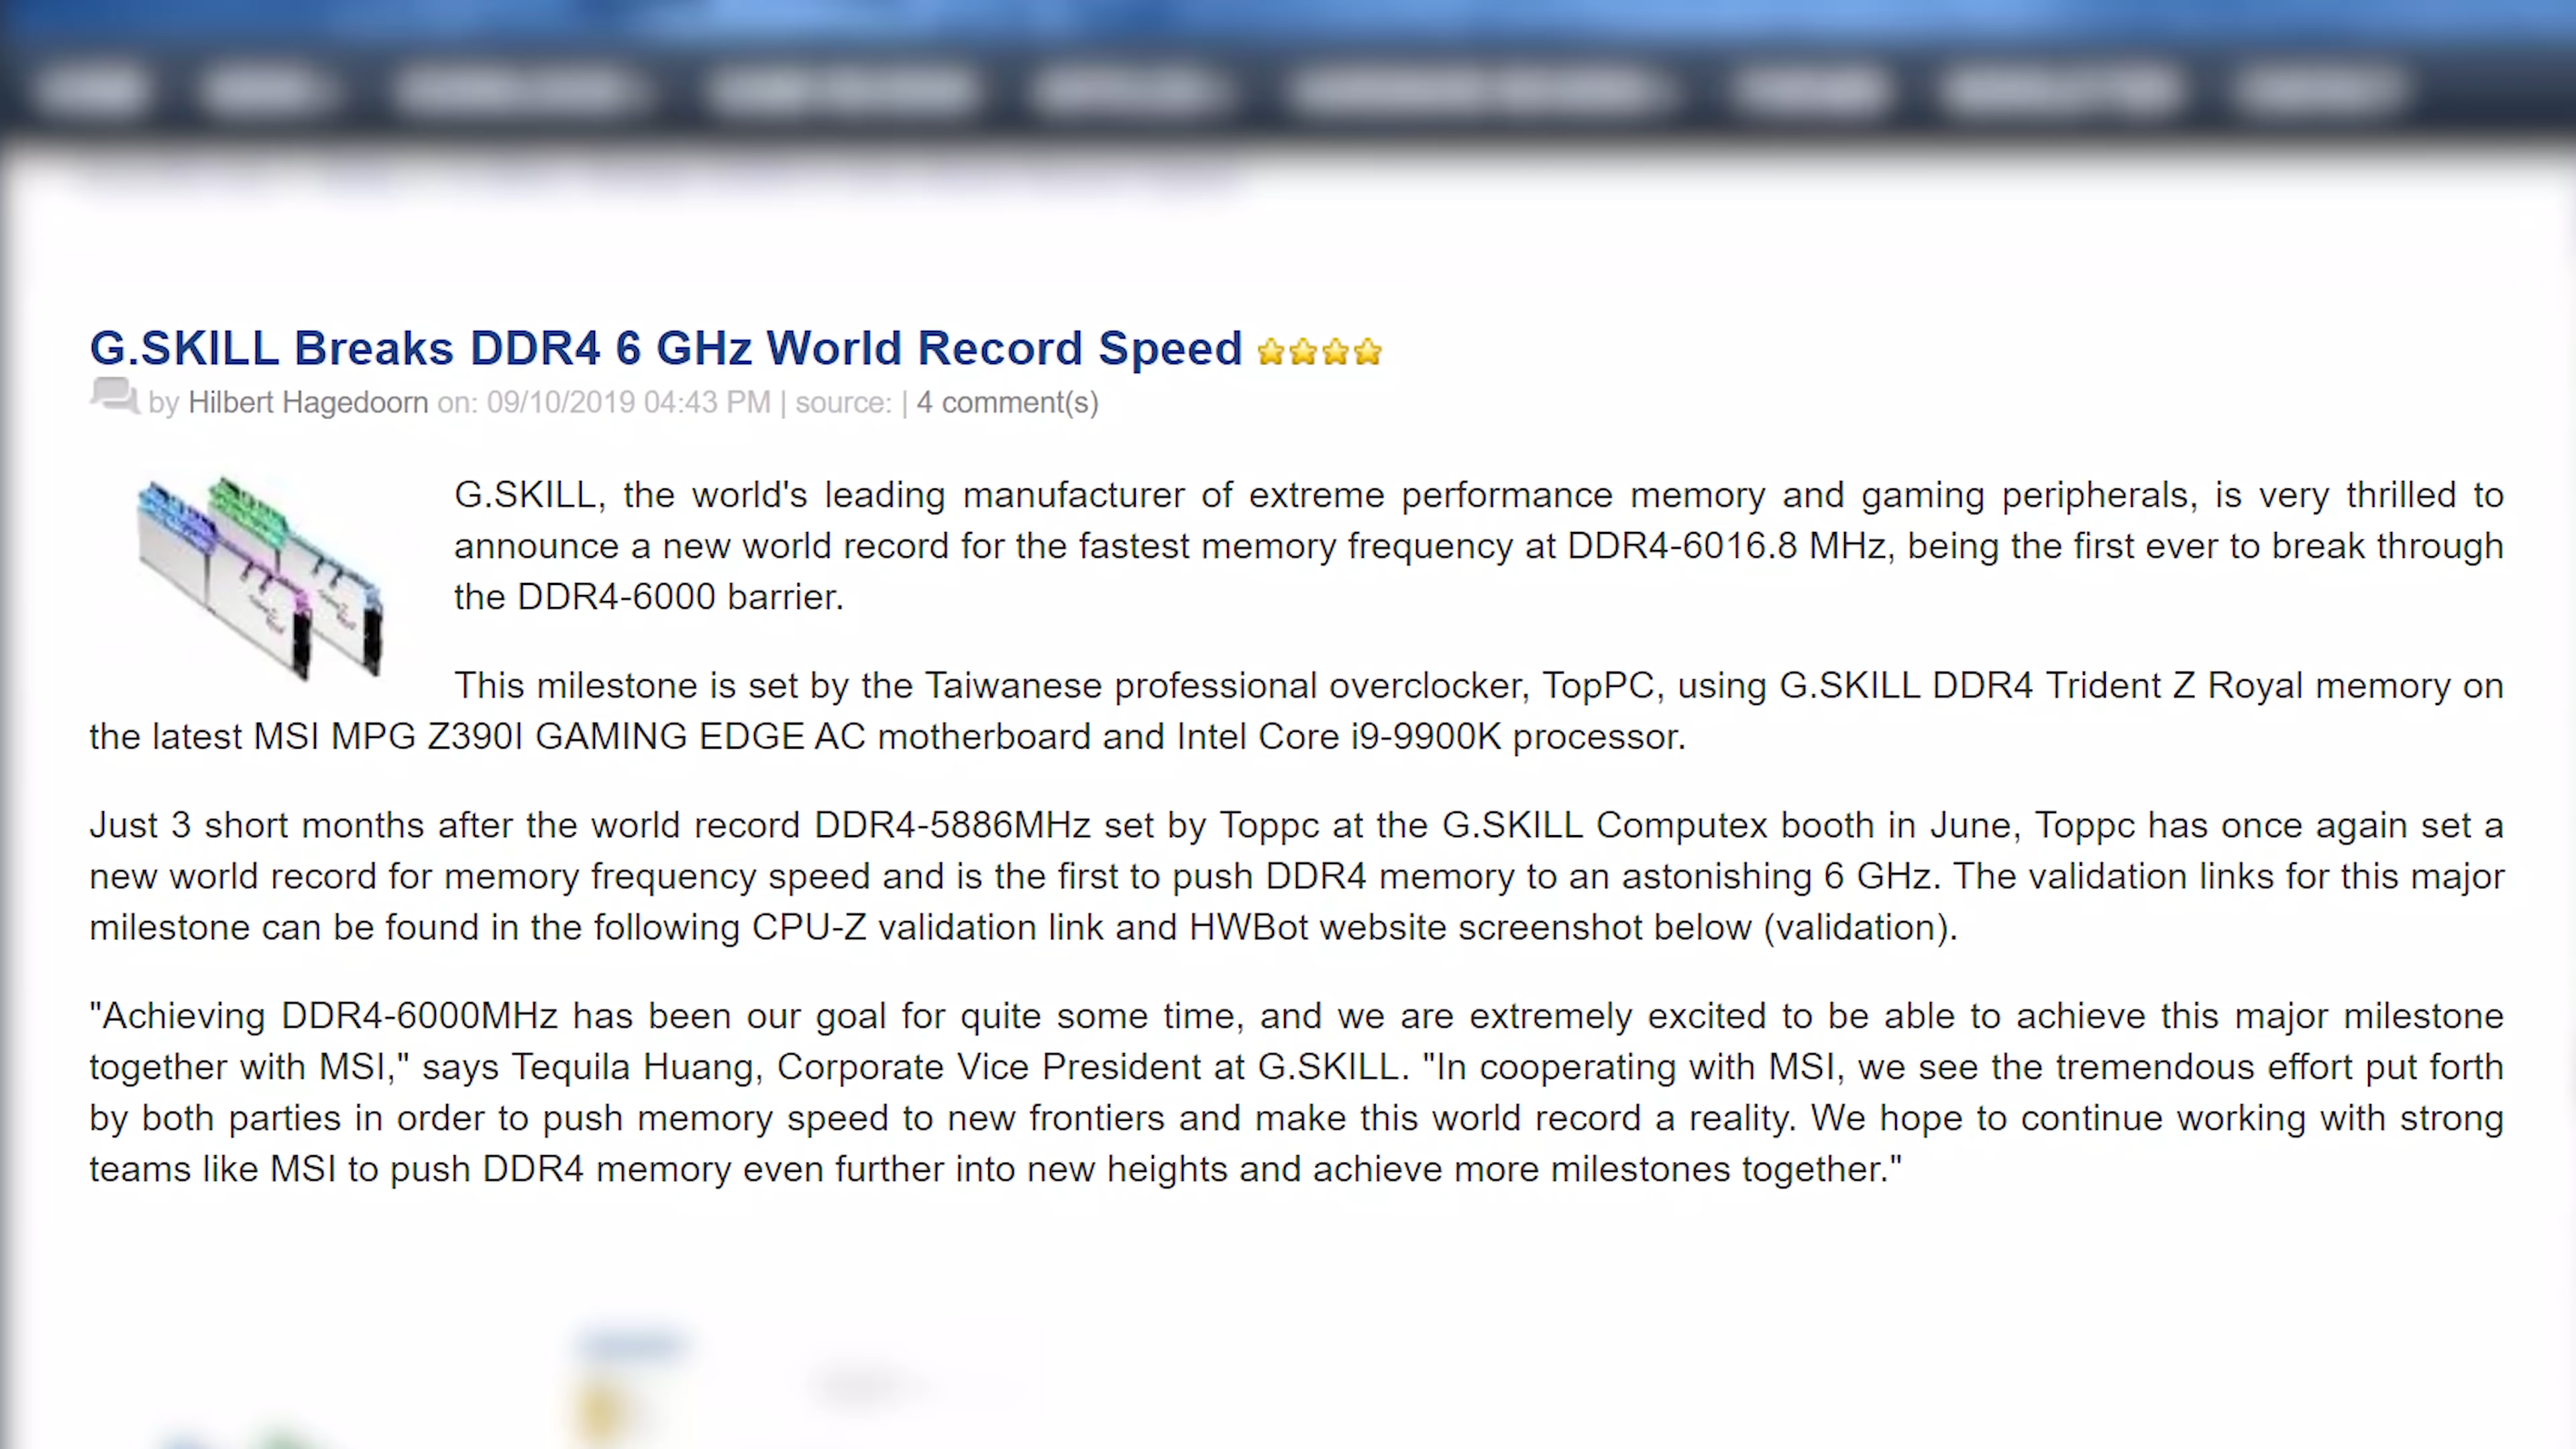 G.SKILL Breaks DDR4 6 GHz World Record Speed
by Hilbert Hagedoorn on: 09/10/2019 04:43 PM | source: | 4 comment(s)
G.SKILL, the world's leading manufacturer of extreme performance memory and gaming peripherals, is very thrilled to
announce a new world record for the fastest memory frequency at DDR4-6016.8 MHz, being the first ever to break through
the DDR4-6000 barrier.
This milestone is set by the Taiwanese professional overclocker, TopPC, using G.SKILL DDR4 Trident Z Royal memory on
the latest MSI MPG Z390I GAMING EDGE AC motherboard and Intel Core i9-9900K processor.
Just 3 short months after the world record DDR4-5886MHz set by Toppc at the G.SKILL Computex booth in June, Toppc has once again set a
new world record for memory frequency speed and is the first to push DDR4 memory to an astonishing 6 GHz. The validation links for this major
milestone can be found in the following CPU-Z validation link and HWBot website screenshot below (validation).
"Achieving DDR4-6000MHz has been our goal for quite some time, and we are extremely excited to be able to achieve this major milestone
together with MSI," says Tequila Huang, Corporate Vice President at G.SKILL. "In cooperating with MSI, we see the tremendous effort put forth
by both parties in order to push memory speed to new frontiers and make this world record a reality. We hope to continue working with strong
teams like MSI to push DDR4 memory even further into new heights and achieve more milestones together."